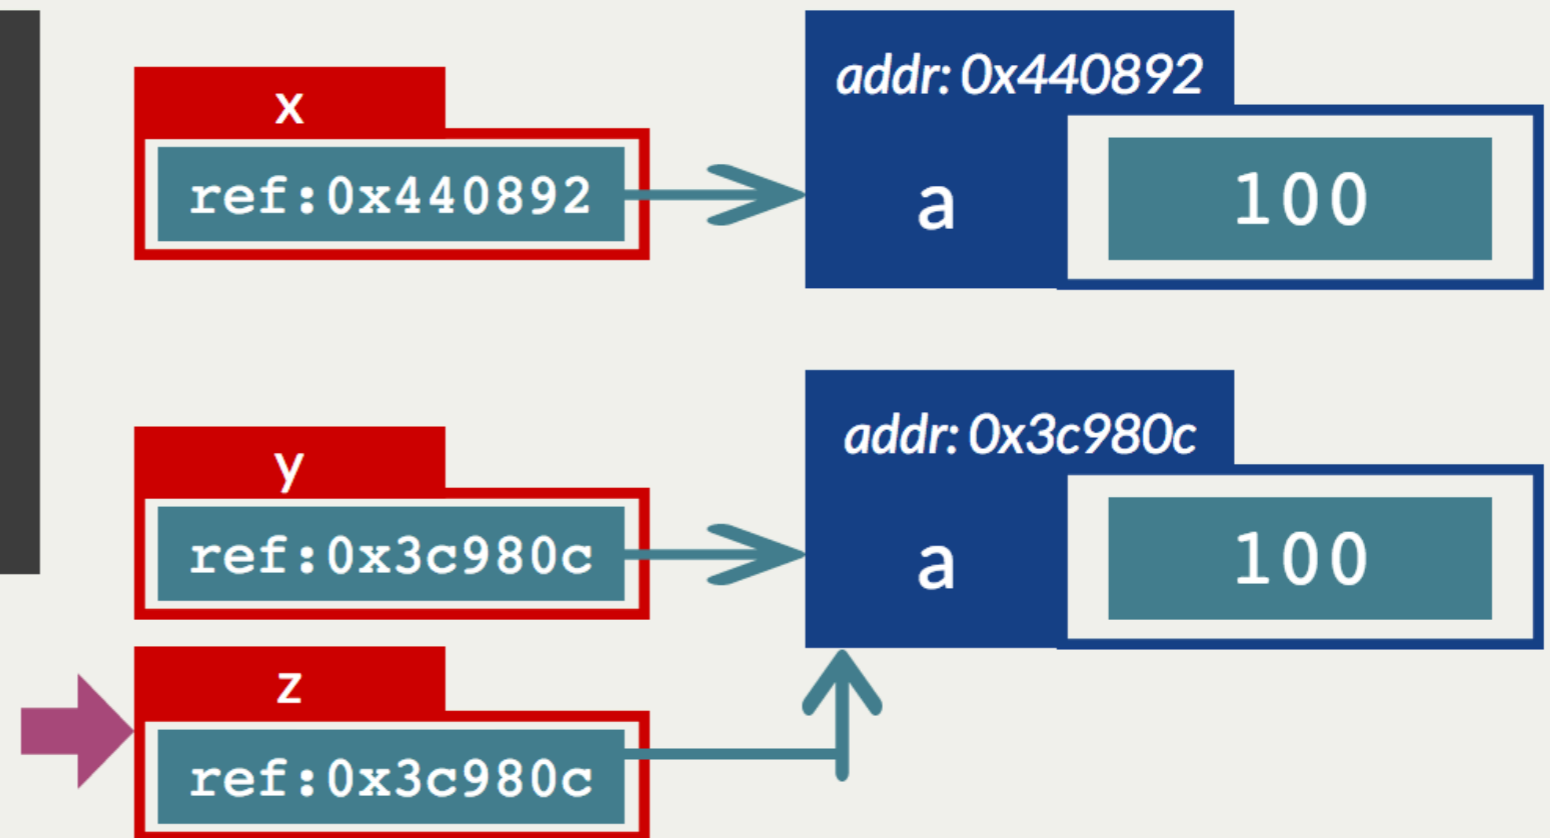 x
ref:0x440892
addr: 0x440892
a
100
y
ref:0x3c980c
addr: 0x3c980c
a
100
z
ref:0x3c980c